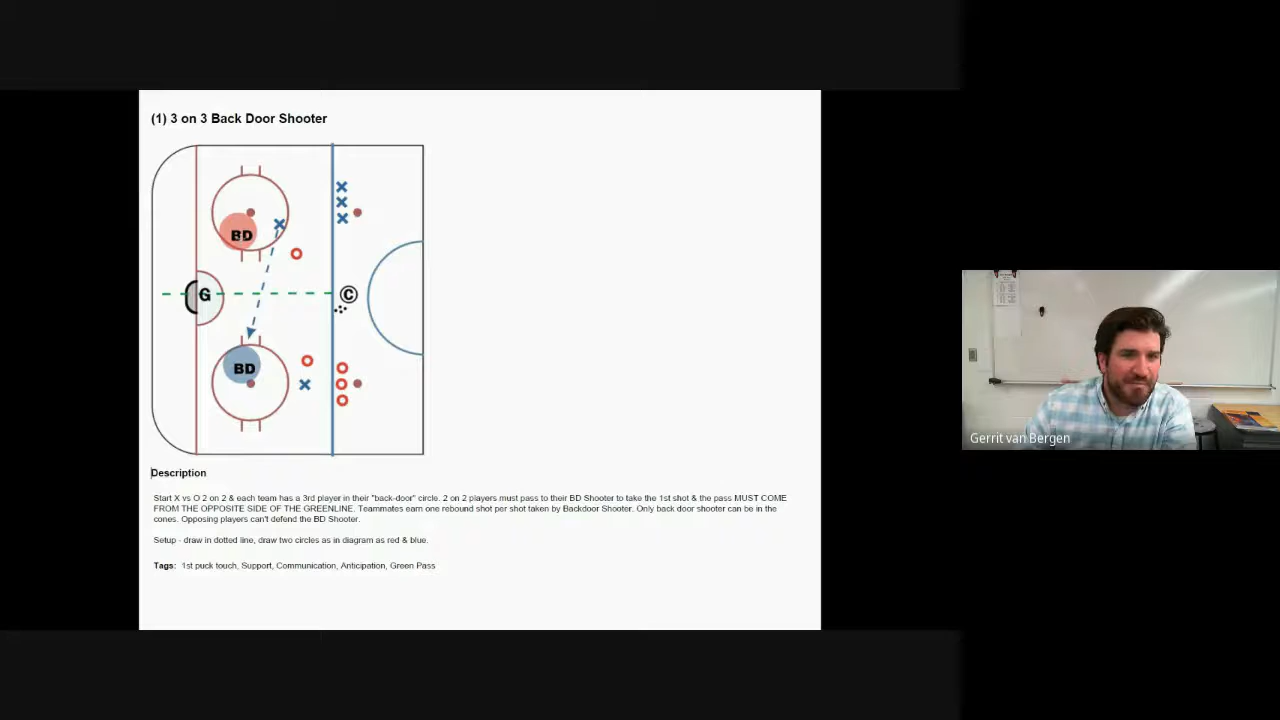 (1) 3 on 3 Back Door Shooter
BD
G
C
BD
Description
Start X vs O 2 on 2 & each team has a 3rd player in their "back-door" circle. 2 on 2 players must pass to their BD Shooter to take the 1st shot & the pass MUST COME
FROM THE OPPOSITE SIDE OF THE GREENLINE. Teammates earn one rebound shot per shot taken by Backdoor Shooter. Only back door shooter can be in the
cones. Opposing players can't defend the BD Shooter.
Setup - draw in dotted line, draw two circles as in diagram as red & blue.
Tags: 1st puck touch, Support, Communication, Anticipation, Green Pass
Gerrit van Bergen